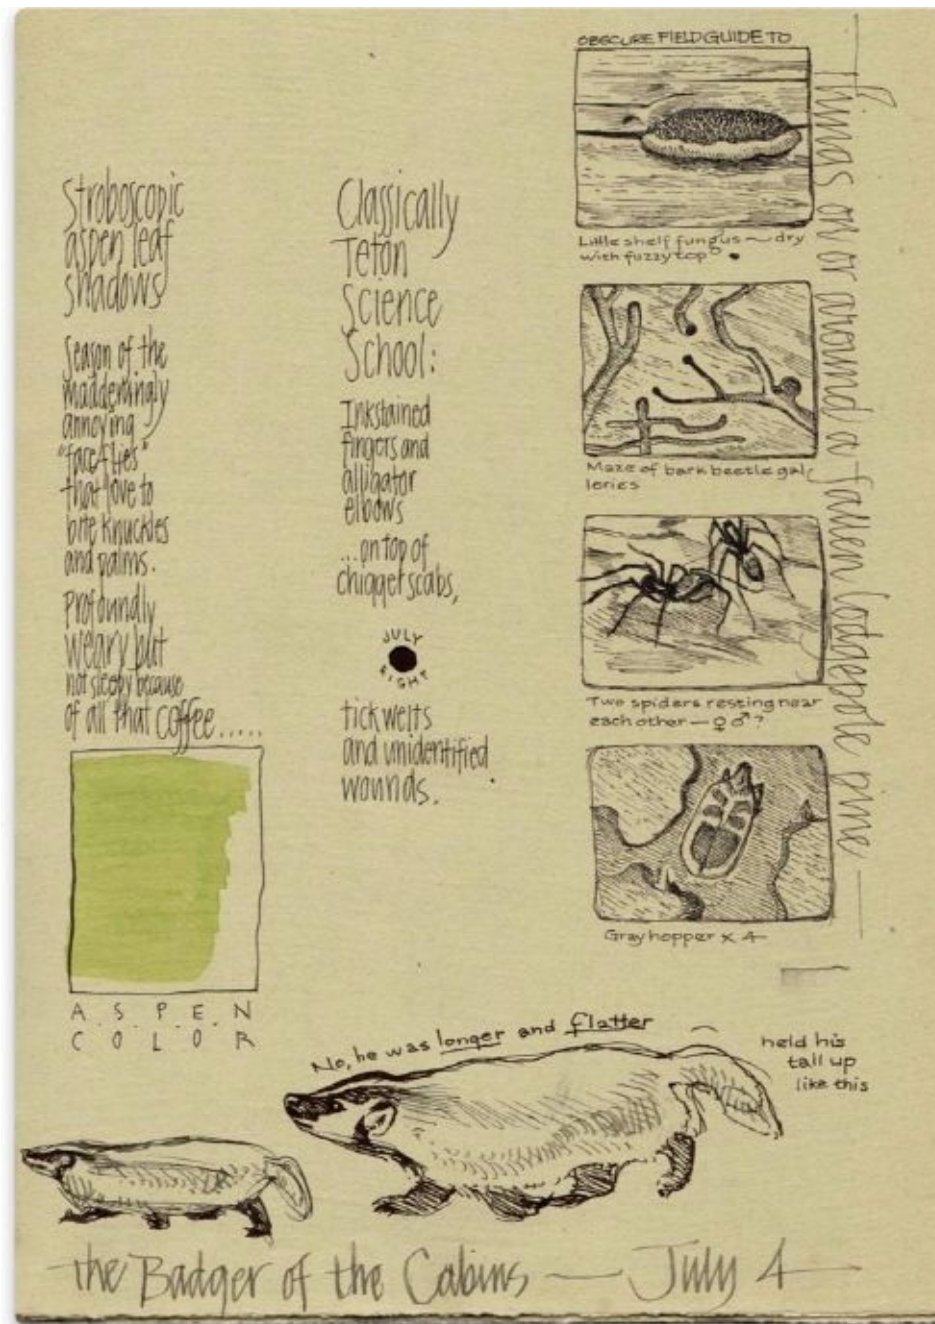 Stroboscopic
aspen leaf
shadows
Season of the
maddeningly
annoying
"face flies"
that love to
bite knuckles
and palms.
Profoundly
weary but
not sleepy because
of all that coffee.....
A.S.P.E.N
C.O.L.O.R
Classically
Teton
Science
School:
Inkstained
fingers and
alligator
elbows
...on top of
chigger scabs,
JULY
EIGHT
tick welts
and unidentified
wounds.
OBSCURE FIELD GUIDE TO
Things on or around a fallen lodgepole pine
Little shelf fungus ~ dry
with fuzzy top
Maze of bark beetle gal
leries
Two spiders resting near
each other — ♀ ♂?
Gray hopper x 4
No, he was longer and flatter
held his
tail up
like this
the Badger of the Cabins — July 4